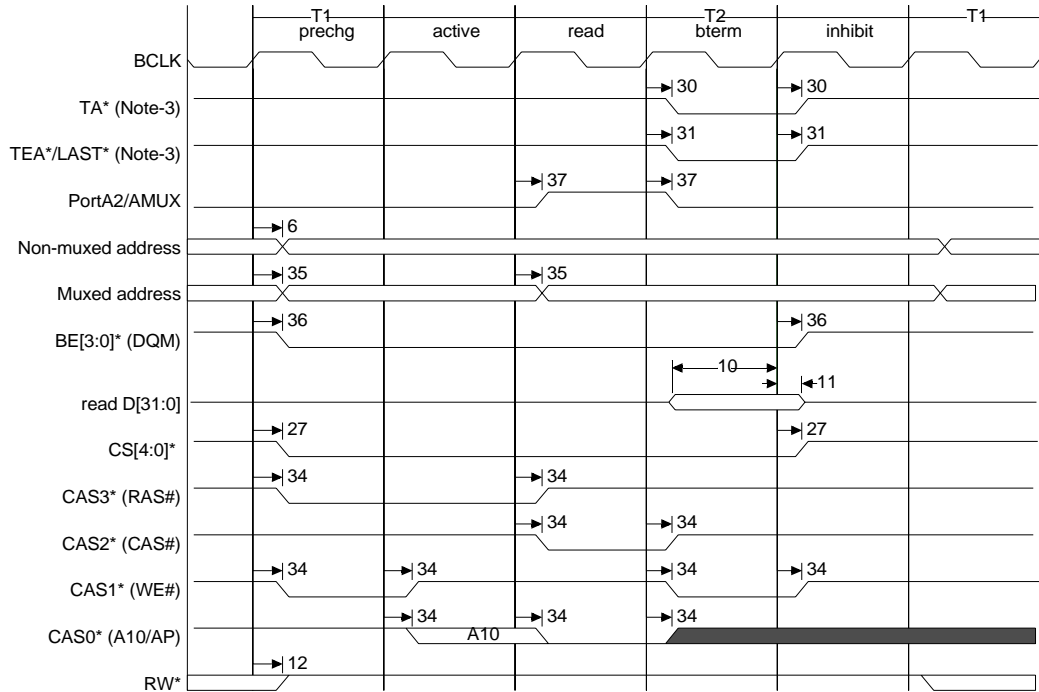 T1 T2 T1
prechg active read bterm inhibit
BCLK
30 30
TA* (Note-3)
31 31
TEA*/LAST* (Note-3)
37 37
PortA2/AMUX
6
Non-muxed address
35 35
Muxed address
36 36
BE[3:0]* (DQM)
10
11
read D[31:0]
27 27
CS[4:0]*
34 34
CAS3* (RAS#)
34 34
CAS2* (CAS#)
34 34 34 34
CAS1* (WE#)
34 34 34
CAS0* (A10/AP) A10
12
RW*